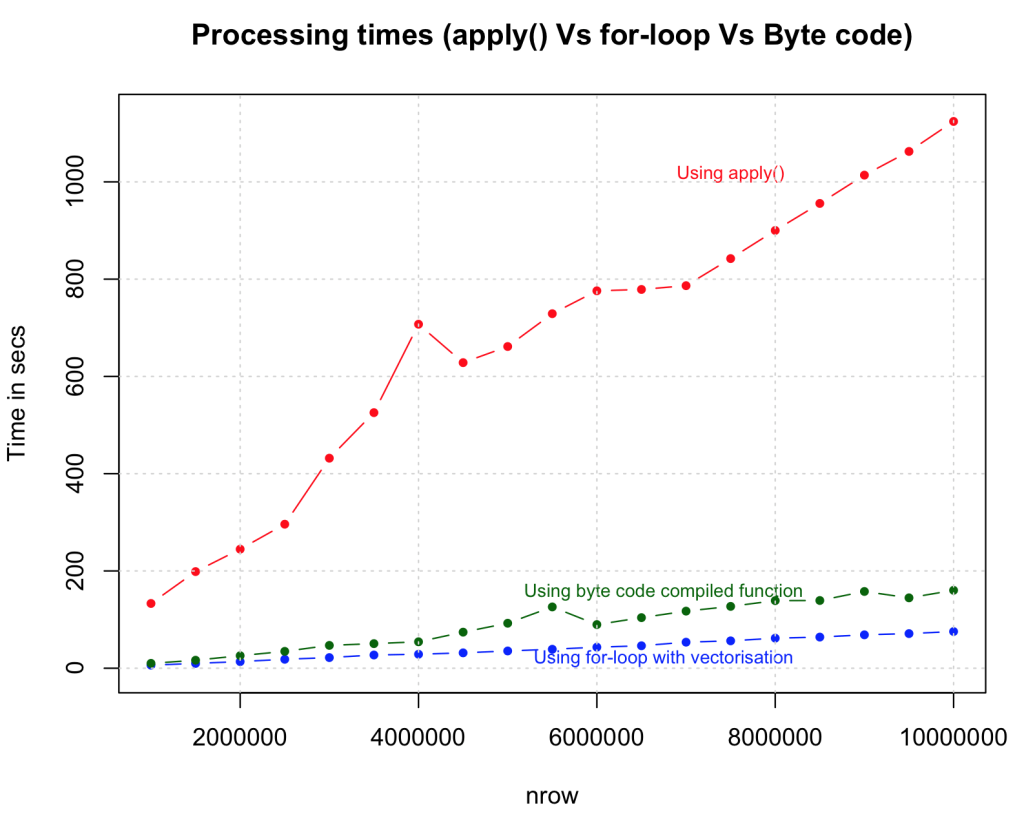 Processing times (apply() Vs for-loop Vs Byte code)
Time in secs
1000
800
600
400
200
0
Using apply()
Using byte code compiled function
Using for-loop with vectorisation
2000000 4000000 6000000 8000000 10000000
nrow